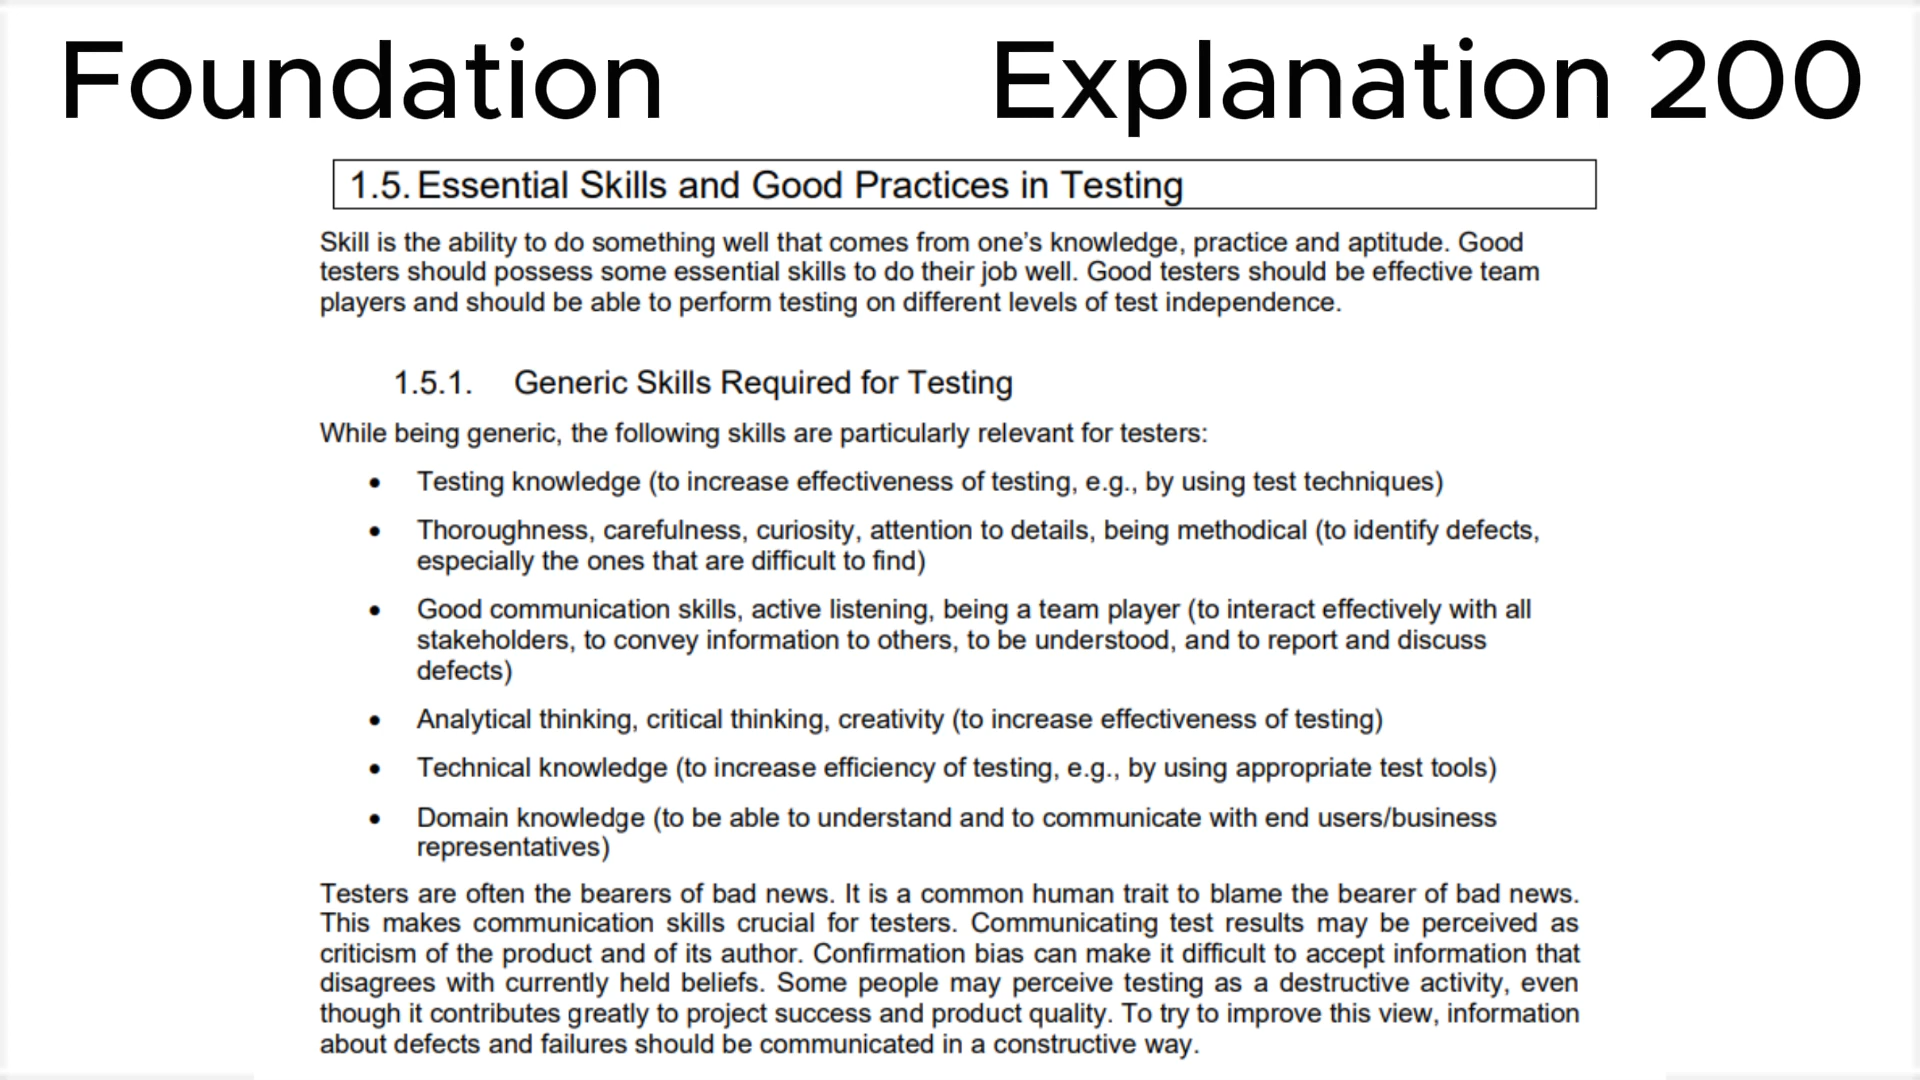 Foundation
Explanation 200
1.5. Essential Skills and Good Practices in Testing
Skill is the ability to do something well that comes from one’s knowledge, practice and aptitude. Good
testers should possess some essential skills to do their job well. Good testers should be effective team
players and should be able to perform testing on different levels of test independence.
1.5.1. Generic Skills Required for Testing
While being generic, the following skills are particularly relevant for testers:
• Testing knowledge (to increase effectiveness of testing, e.g., by using test techniques)
• Thoroughness, carefulness, curiosity, attention to details, being methodical (to identify defects,
especially the ones that are difficult to find)
• Good communication skills, active listening, being a team player (to interact effectively with all
stakeholders, to convey information to others, to be understood, and to report and discuss
defects)
• Analytical thinking, critical thinking, creativity (to increase effectiveness of testing)
• Technical knowledge (to increase efficiency of testing, e.g., by using appropriate test tools)
• Domain knowledge (to be able to understand and to communicate with end users/business
representatives)
Testers are often the bearers of bad news. It is a common human trait to blame the bearer of bad news.
This makes communication skills crucial for testers. Communicating test results may be perceived as
criticism of the product and of its author. Confirmation bias can make it difficult to accept information that
disagrees with currently held beliefs. Some people may perceive testing as a destructive activity, even
though it contributes greatly to project success and product quality. To try to improve this view, information
about defects and failures should be communicated in a constructive way.